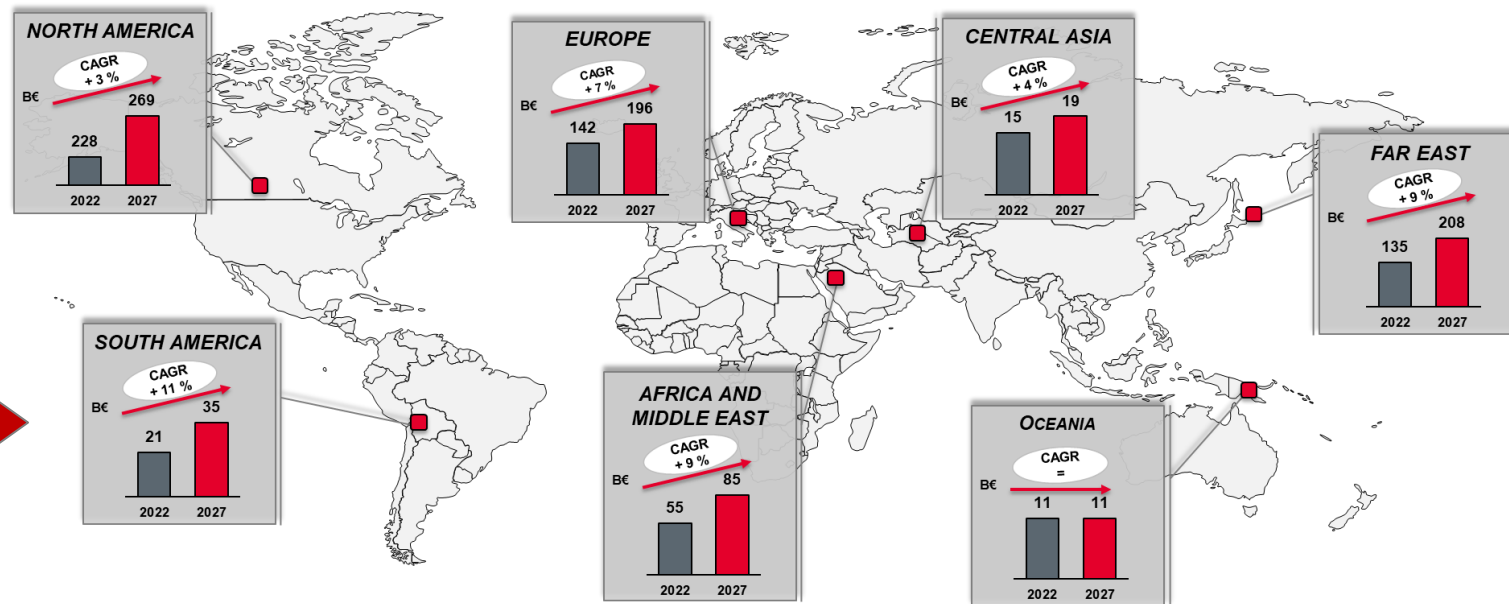 NORTH AMERICA
CAGR
+ 3 %
B€
269
228
2022 2027
EUROPE
CAGR
+ 7 %
B€
196
142
2022 2027
CENTRAL ASIA
CAGR
+ 4 %
B€
19
15
2022 2027
FAR EAST
CAGR
+ 9 %
B€
208
135
2022 2027
SOUTH AMERICA
CAGR
+ 11 %
B€
35
21
2022 2027
AFRICA AND
MIDDLE EAST
CAGR
+ 9 %
B€
85
55
2022 2027
OCEANIA
CAGR
=
B€
11 11
2022 2027